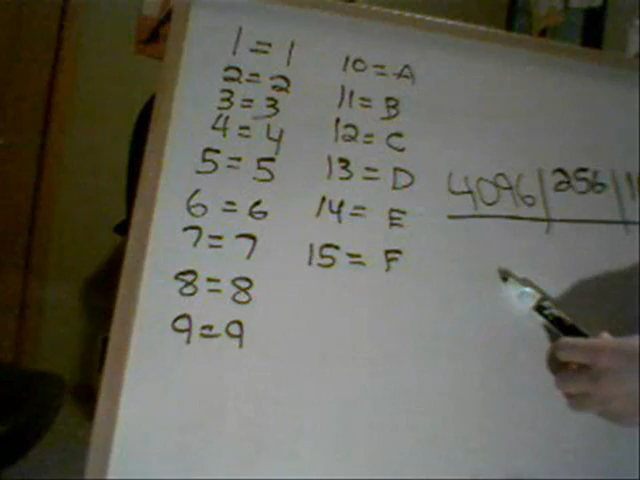 1 = 1
2 = 2
3 = 3
4 = 4
5 = 5
6 = 6
7 = 7
8 = 8
9 = 9
10 = A
11 = B
12 = C
13 = D
14 = E
15 = F
4096 | 256 |